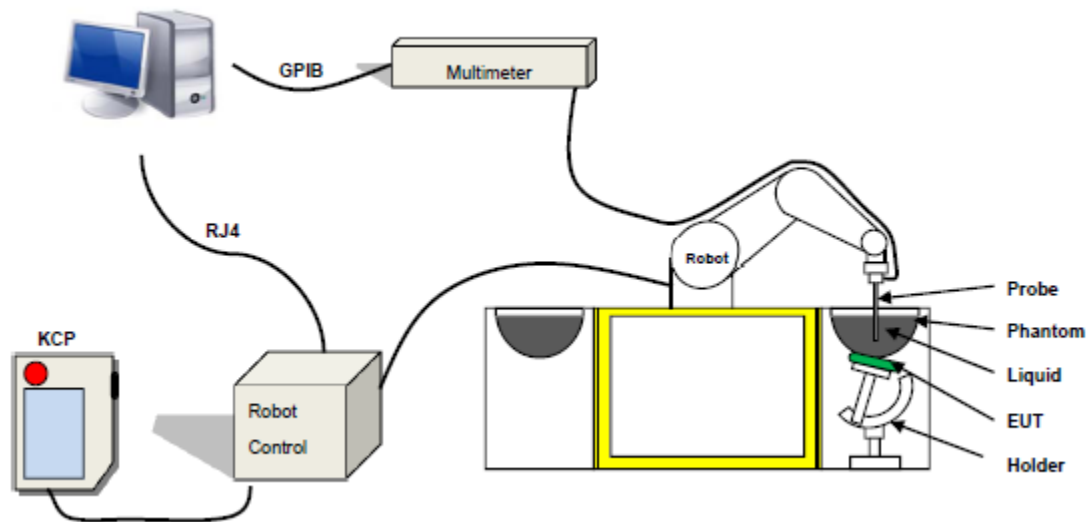 GPIB
Multimeter
RJ4
Robot
Probe
Phantom
Liquid
EUT
Holder
KCP
Robot
Control